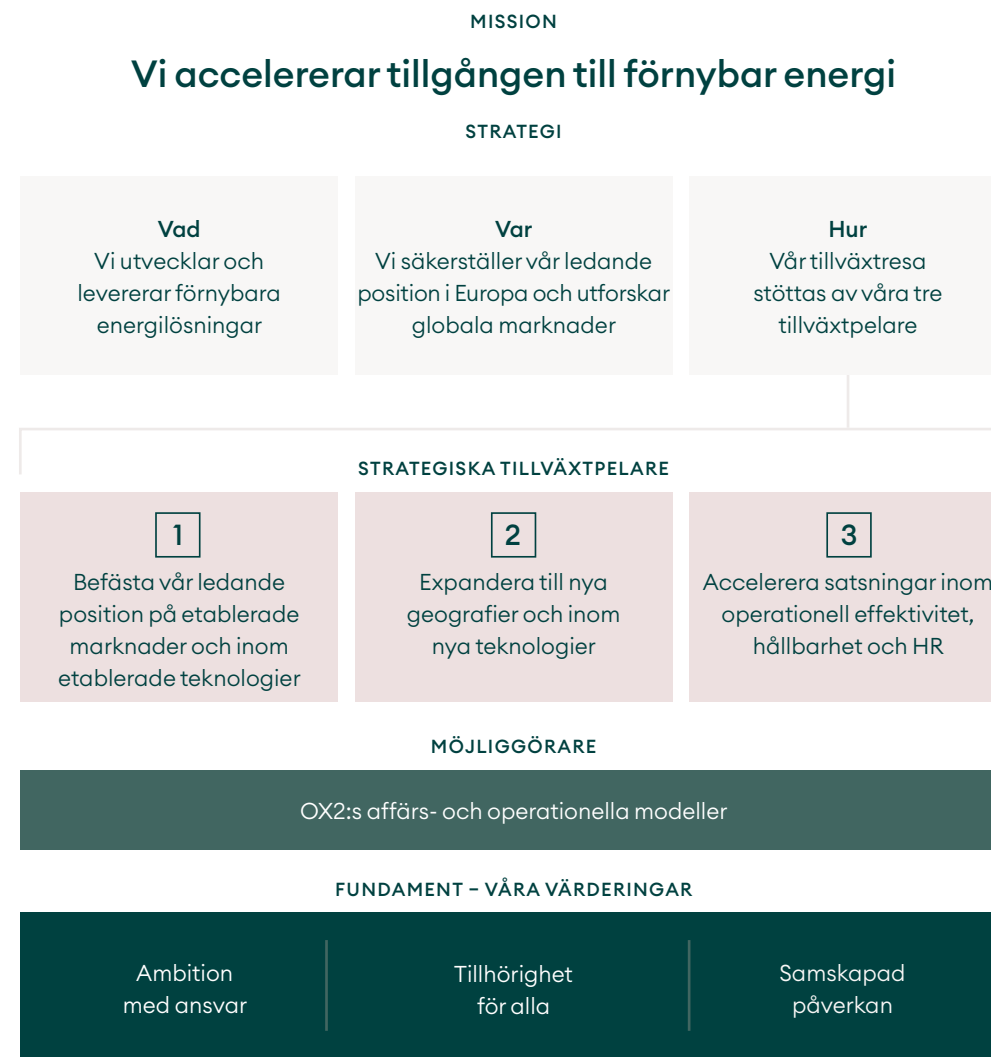 MISSION
Vi accelererar tillgången till förnybar energi
STRATEGI
Vad
Vi utvecklar och
levererar förnybara
energilösningar
Var
Vi säkerställer vår ledande
position i Europa och utforskar
globala marknader
Hur
Vår tillväxtresa
stöttas av våra tre
tillväxtpelare
STRATEGISKA TILLVÄXTPELARE
1
Befästa vår ledande
position på etablerade
marknader och inom
etablerade teknologier
2
Expandera till nya
geografier och inom
nya teknologier
3
Accelerera satsningar inom
operationell effektivitet,
hållbarhet och HR
MÖJLIGGÖRARE
OX2:s affärs- och operationella modeller
FUNDAMENT – VÅRA VÄRDERINGAR
Ambition
med ansvar
Tillhörighet
för alla
Samskapad
påverkan